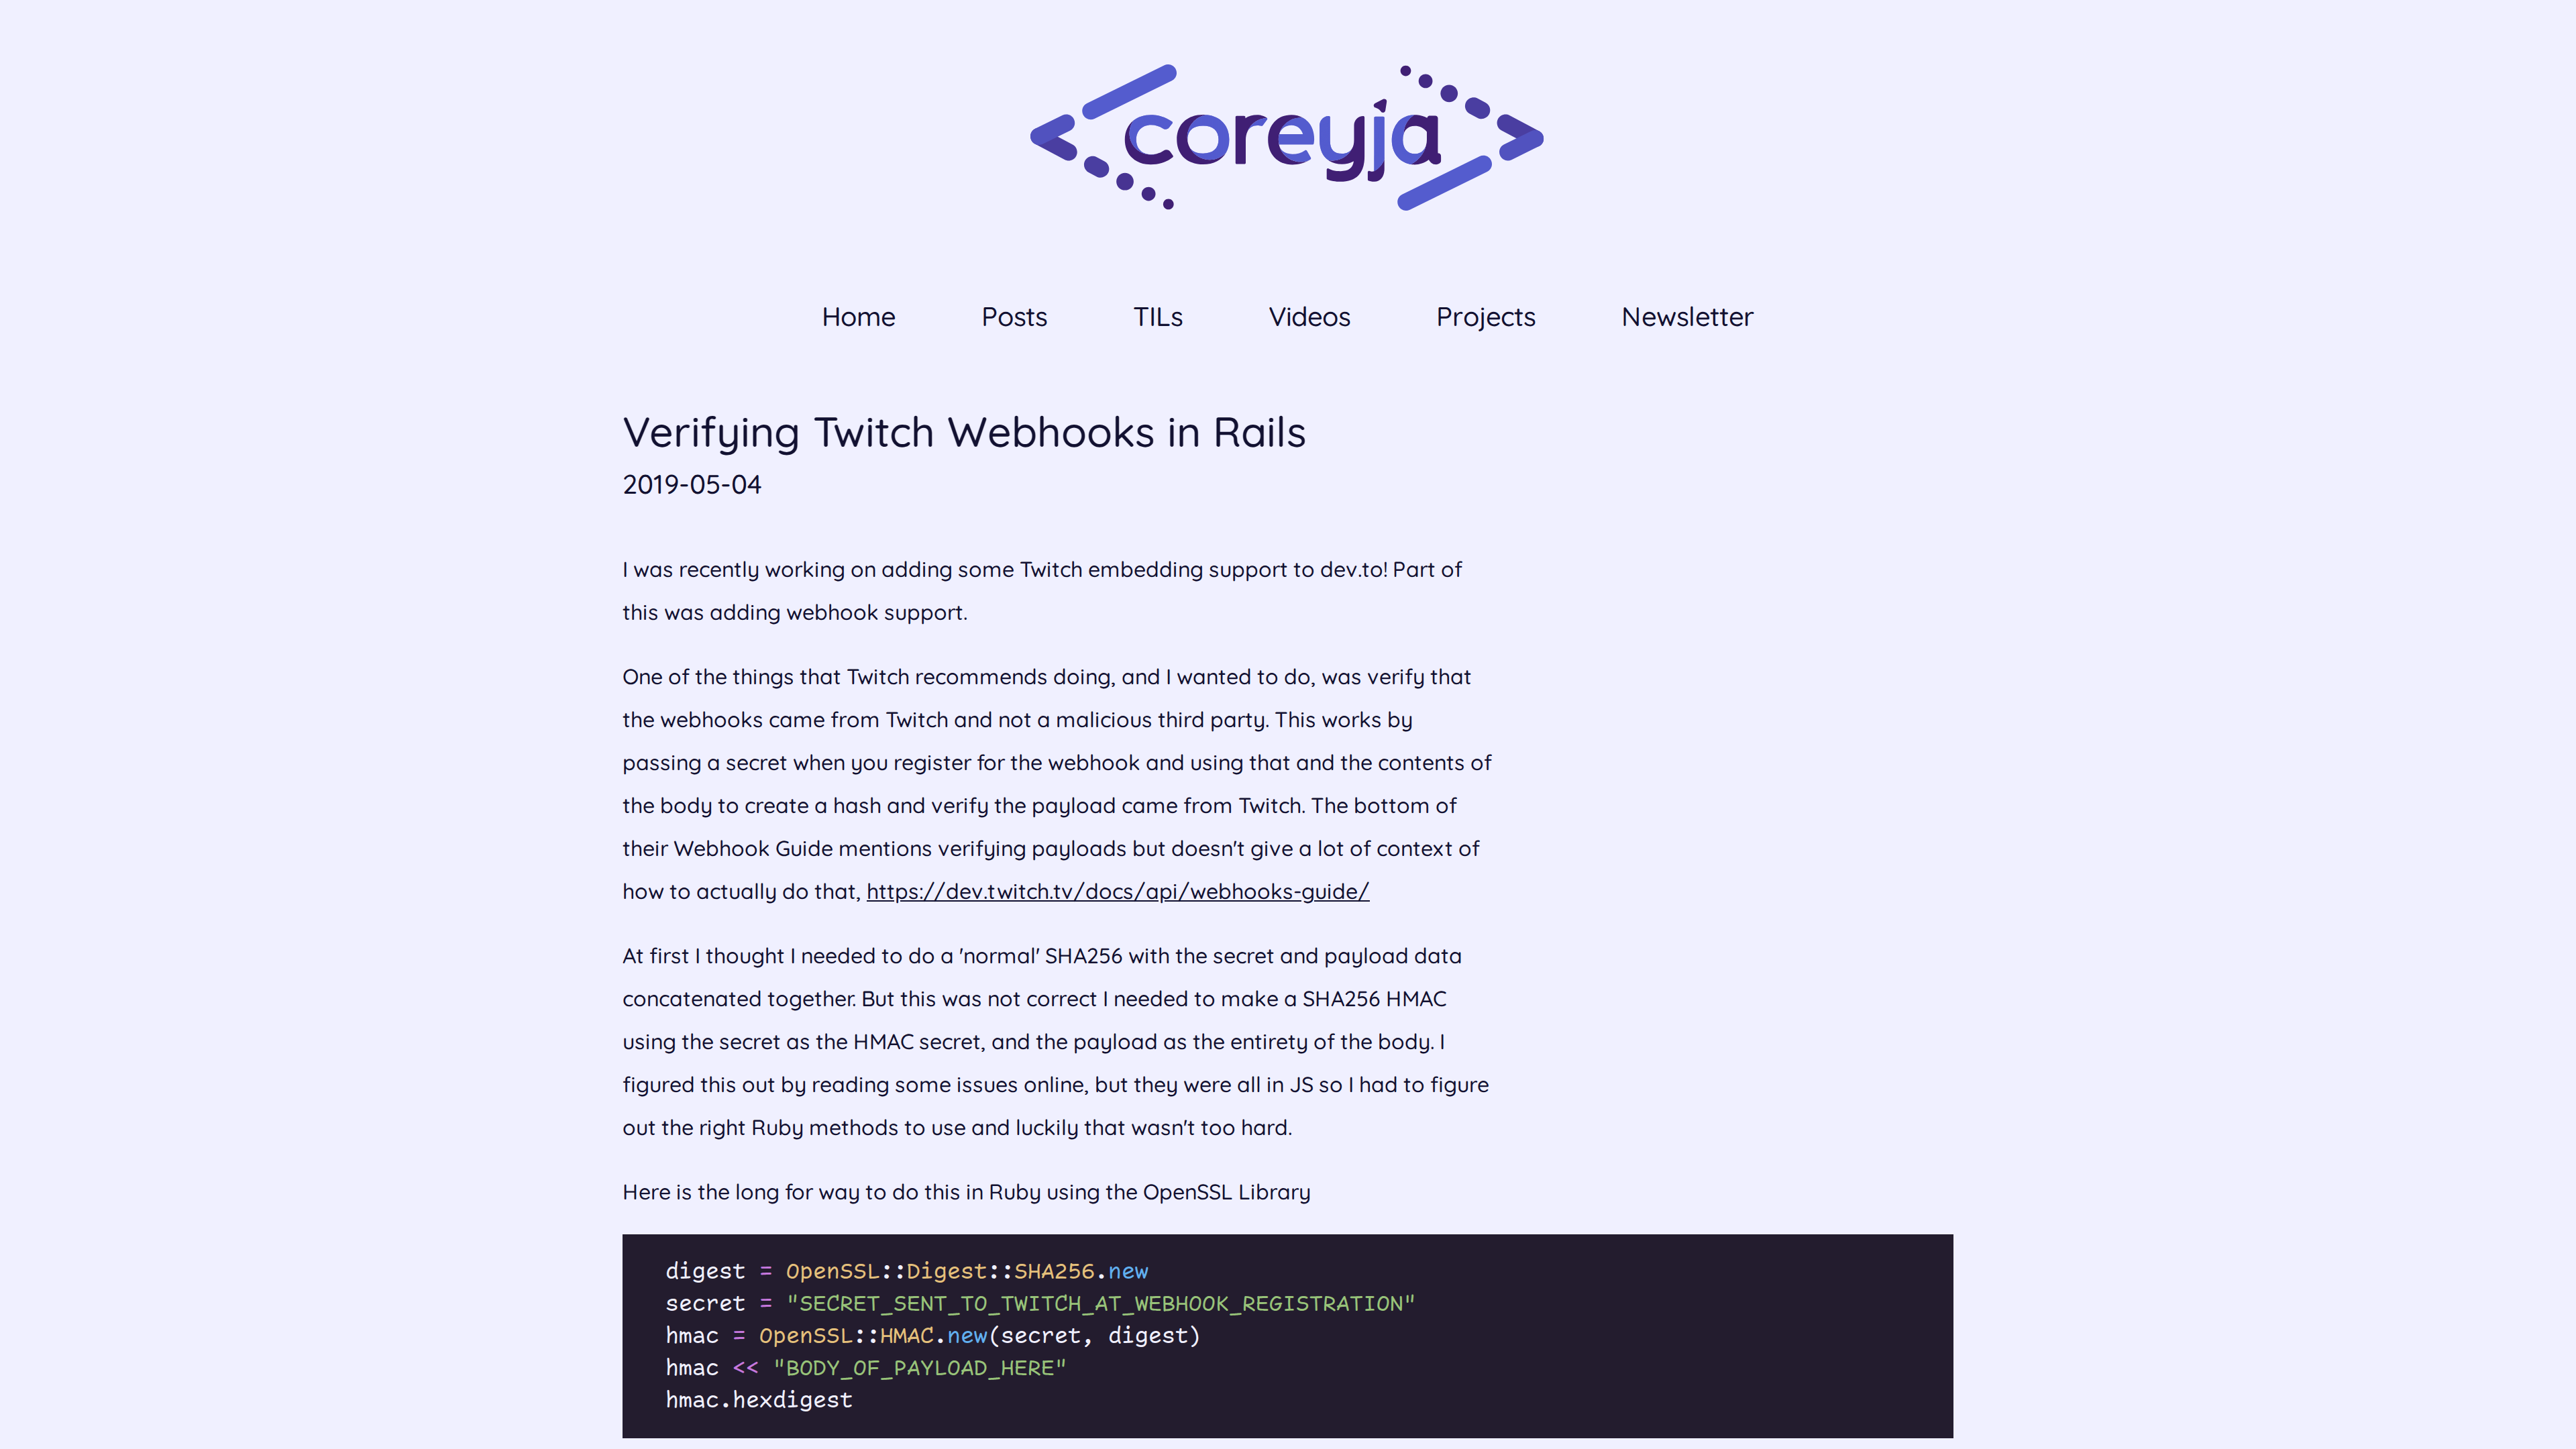 coreyja
Home Posts TILs Videos Projects Newsletter
Verifying Twitch Webhooks in Rails
2019-05-04
I was recently working on adding some Twitch embedding support to dev.to! Part of
this was adding webhook support.
One of the things that Twitch recommends doing, and I wanted to do, was verify that
the webhooks came from Twitch and not a malicious third party. This works by
passing a secret when you register for the webhook and using that and the contents of
the body to create a hash and verify the payload came from Twitch. The bottom of
their Webhook Guide mentions verifying payloads but doesn't give a lot of context of
how to actually do that, https://dev.twitch.tv/docs/api/webhooks-guide/
At first I thought I needed to do a 'normal' SHA256 with the secret and payload data
concatenated together. But this was not correct I needed to make a SHA256 HMAC
using the secret as the HMAC secret, and the payload as the entirety of the body. I
figured this out by reading some issues online, but they were all in JS so I had to figure
out the right Ruby methods to use and luckily that wasn't too hard.
Here is the long for way to do this in Ruby using the OpenSSL Library
digest = OpenSSL::Digest::SHA256.new
secret = "SECRET_SENT_TO_TWITCH_AT_WEBHOOK_REGISTRATION"
hmac = OpenSSL::HMAC.new(secret, digest)
hmac << "BODY_OF_PAYLOAD_HERE"
hmac.hexdigest